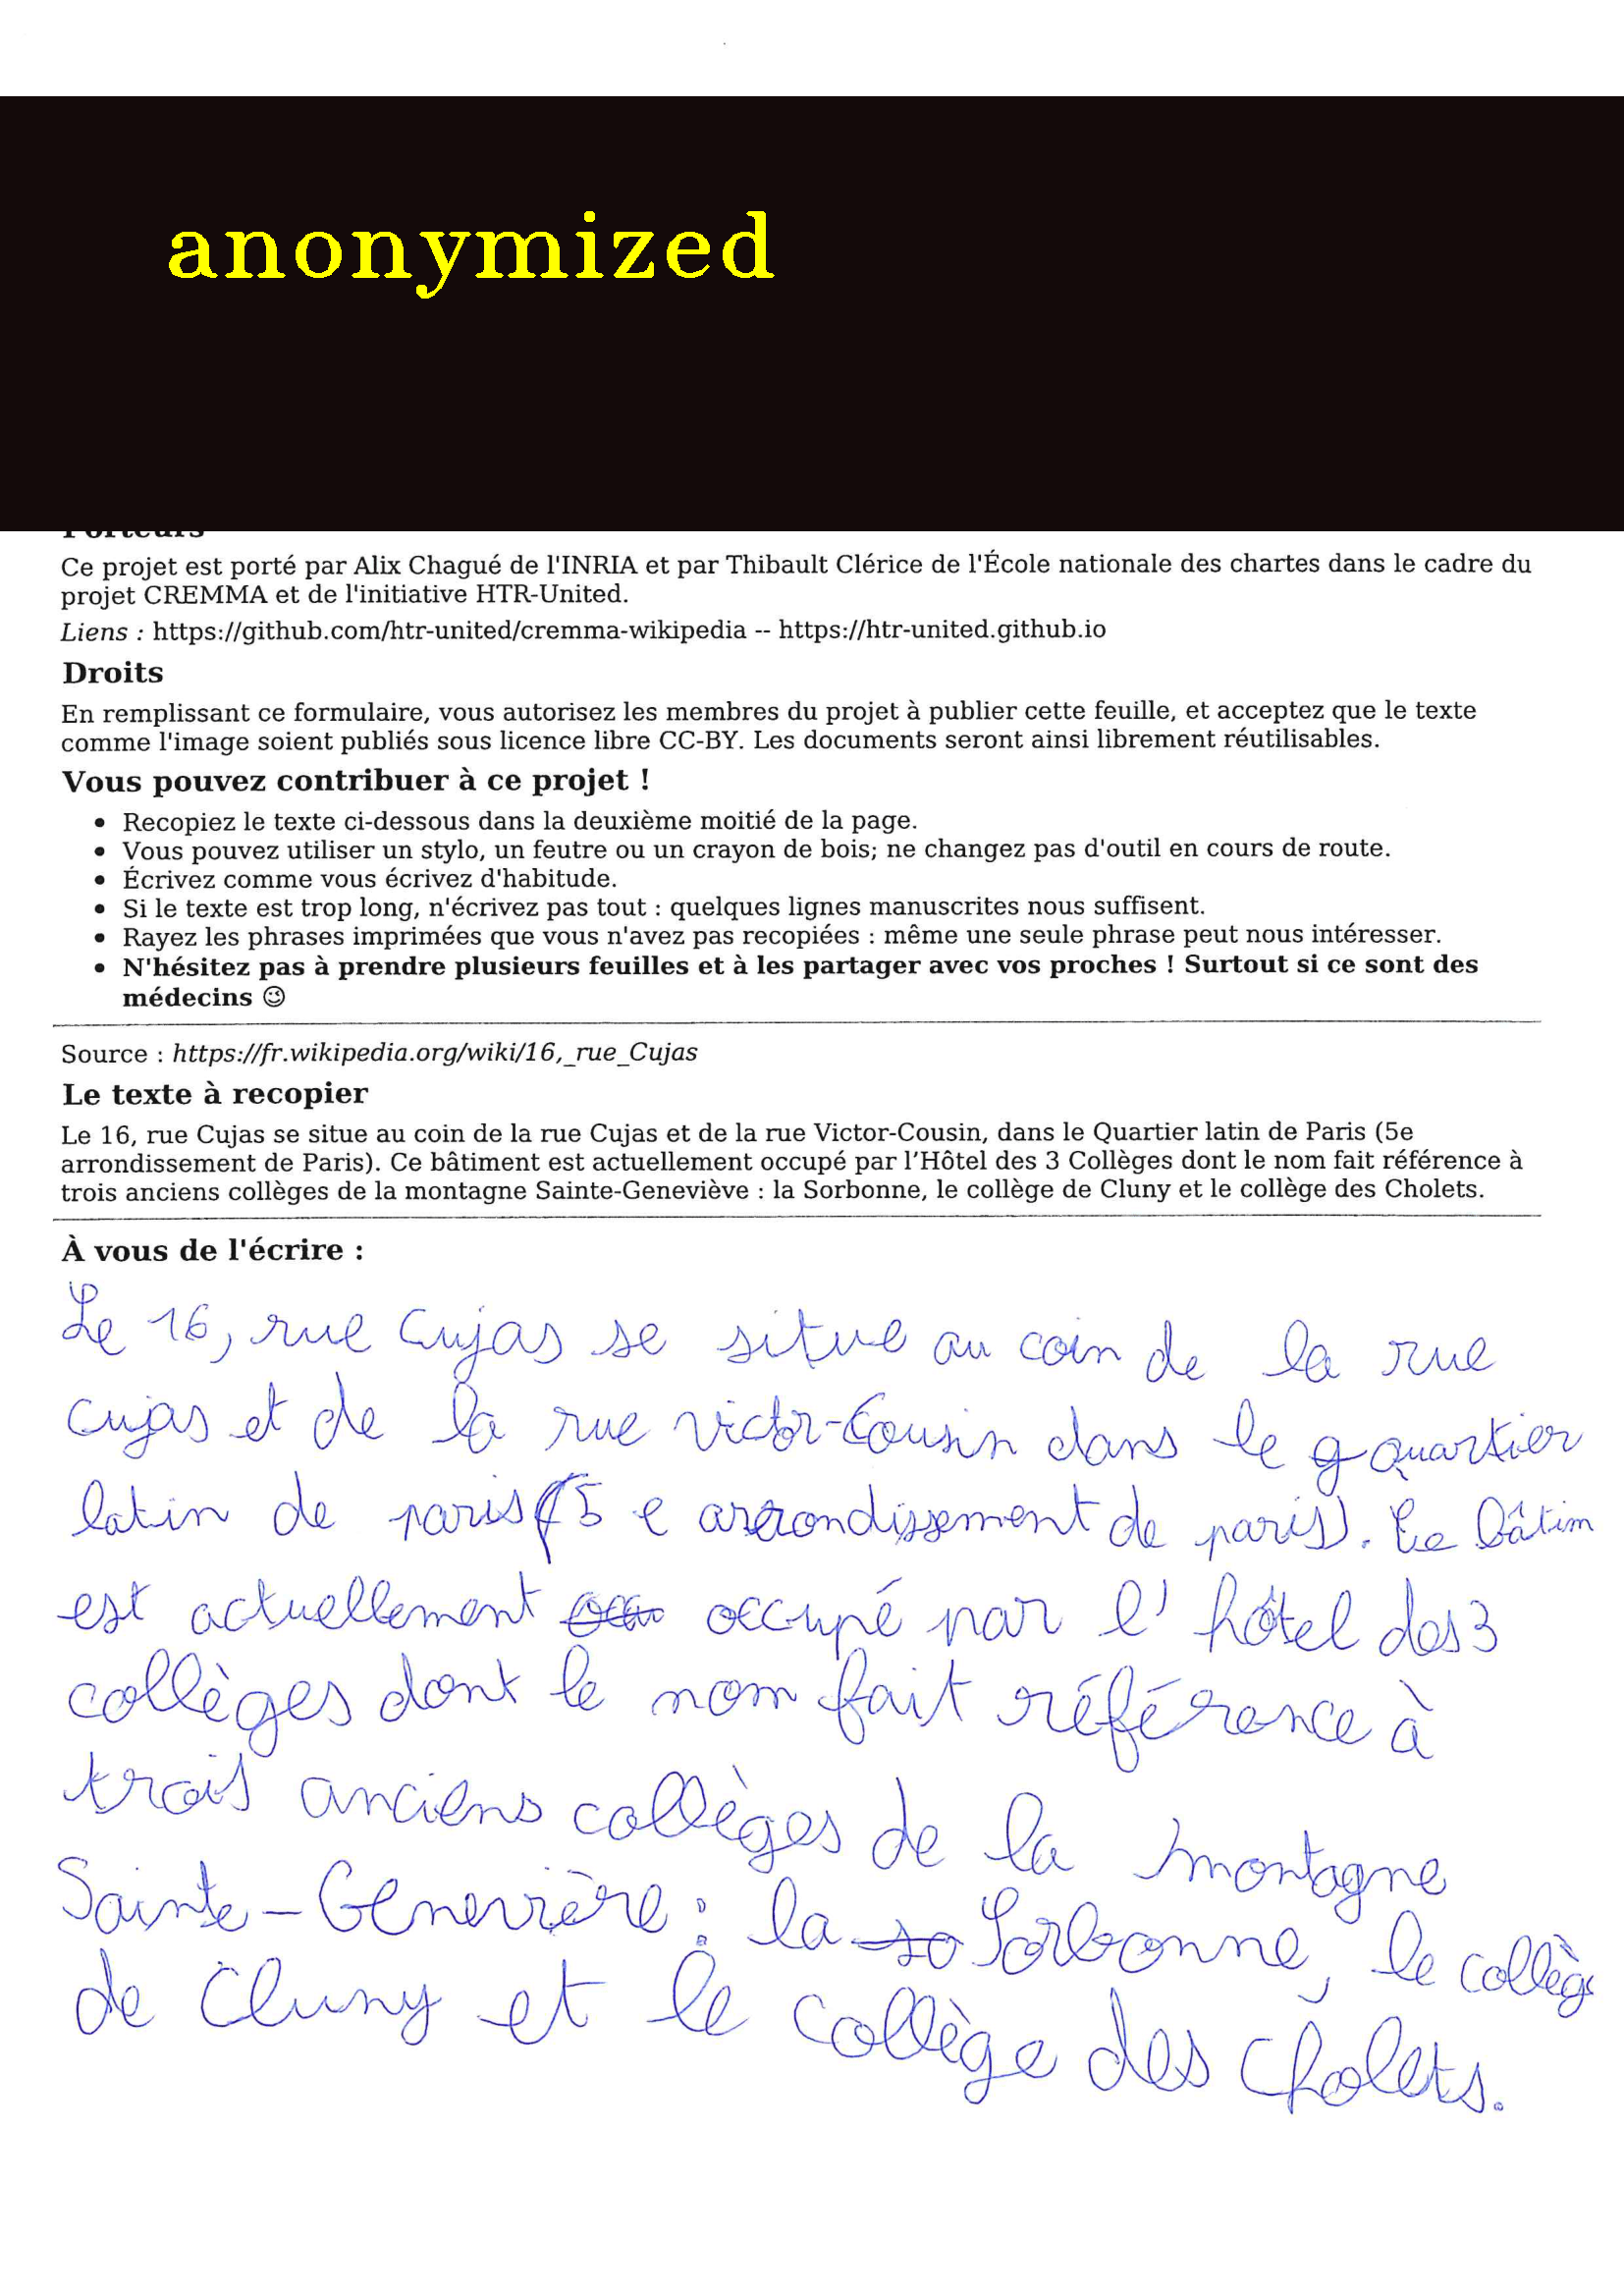 anonymized
Porteurs
Ce projet est porté par Alix Chagué de l'INRIA et par Thibault Clérice de l'École nationale des chartes dans le cadre du
projet CREMMA et de l'initiative HTR-United.
Liens : https://github.com/htr-united/cremma-wikipedia -- https://htr-united.github.io
Droits
En remplissant ce formulaire, vous autorisez les membres du projet à publier cette feuille, et acceptez que le texte
comme l'image soient publiés sous licence libre CC-BY. Les documents seront ainsi librement réutilisables.
Vous pouvez contribuer à ce projet !
• Recopiez le texte ci-dessous dans la deuxième moitié de la page.
• Vous pouvez utiliser un stylo, un feutre ou un crayon de bois; ne changez pas d'outil en cours de route.
• Écrivez comme vous écrivez d'habitude.
• Si le texte est trop long, n'écrivez pas tout : quelques lignes manuscrites nous suffisent.
• Rayez les phrases imprimées que vous n'avez pas recopiées : même une seule phrase peut nous intéresser.
• N'hésitez pas à prendre plusieurs feuilles et à les partager avec vos proches ! Surtout si ce sont des
médecins 😉
Source : https://fr.wikipedia.org/wiki/16,_rue_Cujas
Le texte à recopier
Le 16, rue Cujas se situe au coin de la rue Cujas et de la rue Victor-Cousin, dans le Quartier latin de Paris (5e
arrondissement de Paris). Ce bâtiment est actuellement occupé par l’Hôtel des 3 Collèges dont le nom fait référence à
trois anciens collèges de la montagne Sainte-Geneviève : la Sorbonne, le collège de Cluny et le collège des Cholets.
À vous de l'écrire :
Le 16, rue Cujas se situe au coin de la rue
Cujas et de la rue victor-Cousin dans le q Quartier
latin de paris (5 e arrondissement de paris). Ce bâtim
est actuellement occupé par l'hôtel des 3
collèges dont le nom fait référence à
trois anciens collèges de la montagne
Sainte-Genevière : la so Sorbonne, le collège
de Cluny et le collège des Cholets.